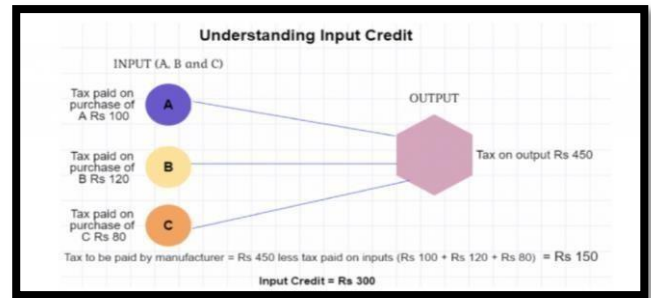 Understanding Input Credit
INPUT (A, B and C)
Tax paid on
purchase of
A Rs 100
A
OUTPUT
Tax paid on
purchase of
B Rs 120
B
Tax on output Rs 450
Tax paid on
purchase of
C Rs 80
C
Tax to be paid by manufacturer = Rs 450 less tax paid on inputs (Rs 100 + Rs 120 + Rs 80) = Rs 150
Input Credit = Rs 300